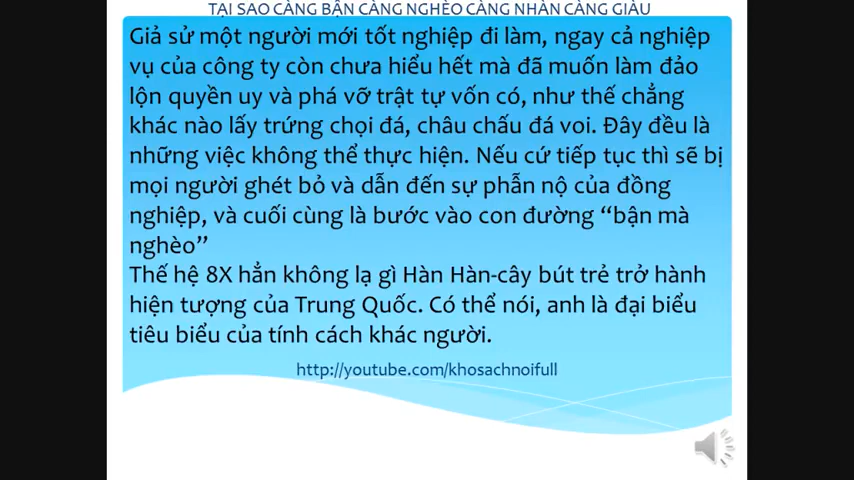 TẠI SAO CÀNG BẬN CÀNG NGHÈO CÀNG NHÀN CÀNG GIÀU
Giả sử một người mới tốt nghiệp đi làm, ngay cả nghiệp
vụ của công ty còn chưa hiểu hết mà đã muốn làm đảo
lộn quyền uy và phá vỡ trật tự vốn có, như thế chẳng
khác nào lấy trứng chọi đá, châu chấu đá voi. Đây đều là
những việc không thể thực hiện. Nếu cứ tiếp tục thì sẽ bị
mọi người ghét bỏ và dẫn đến sự phẫn nộ của đồng
nghiệp, và cuối cùng là bước vào con đường “bận mà
nghèo”
Thế hệ 8X hẳn không lạ gì Hàn Hàn-cây bút trẻ trở hành
hiện tượng của Trung Quốc. Có thể nói, anh là đại biểu
tiêu biểu của tính cách khác người.
http://youtube.com/khosachnoifull